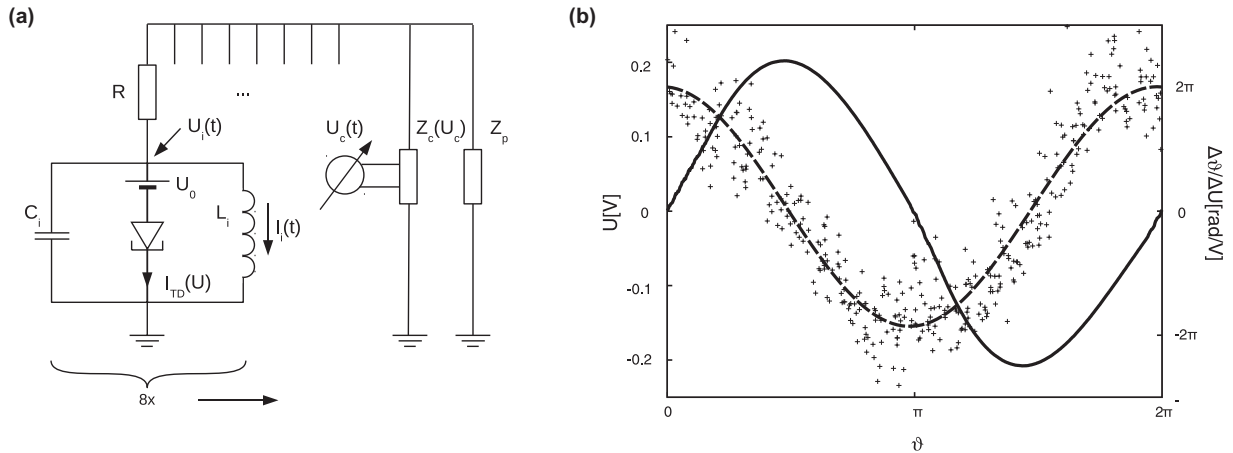 (a)
R
...
U_i(t)
U_c(t)
Z_c(U_c)
Z_p
U_0
C_i
L_i
I_i(t)
I_TD(U)
8x
(b)
U[V]
0.2
0.1
0
-0.1
-0.2
2π
0
-2π
-
Δϑ/ΔU[rad/V]
0
π
2π
ϑ